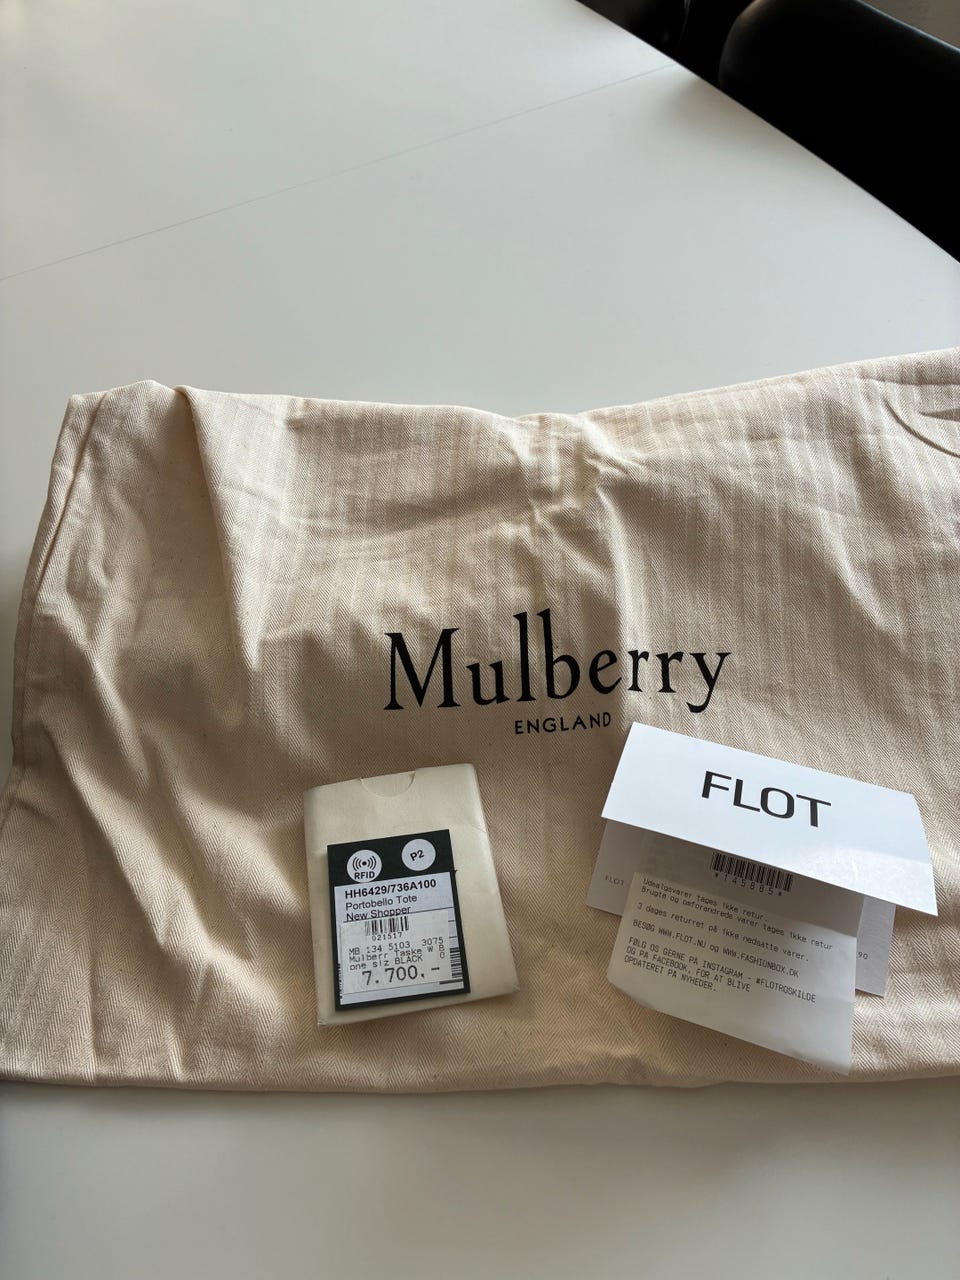 Mulberry
ENGLAND
RFID
P2
HH6429/736A100
Portobello Tote
New Shopper
021517
MB 134 5103 3075
Mulberr Taske W B
one siz BLACK O
7.700,-
FLOT
FLOT
*145885*
Udsalgsvarer tages ikke retur.
Brugte og omforandrede varer tages ikke retur
3 dages returret på ikke nedsatte varer.
BESØG WWW.FLOT.NU og WWW.FASHIONBOX.DK
FØLG OS GERNE PÅ INSTAGRAM - #FLOTROSKILDE
OG PÅ FACEBOOK, FOR AT BLIVE
OPDATERET PÅ NYHEDER.
90